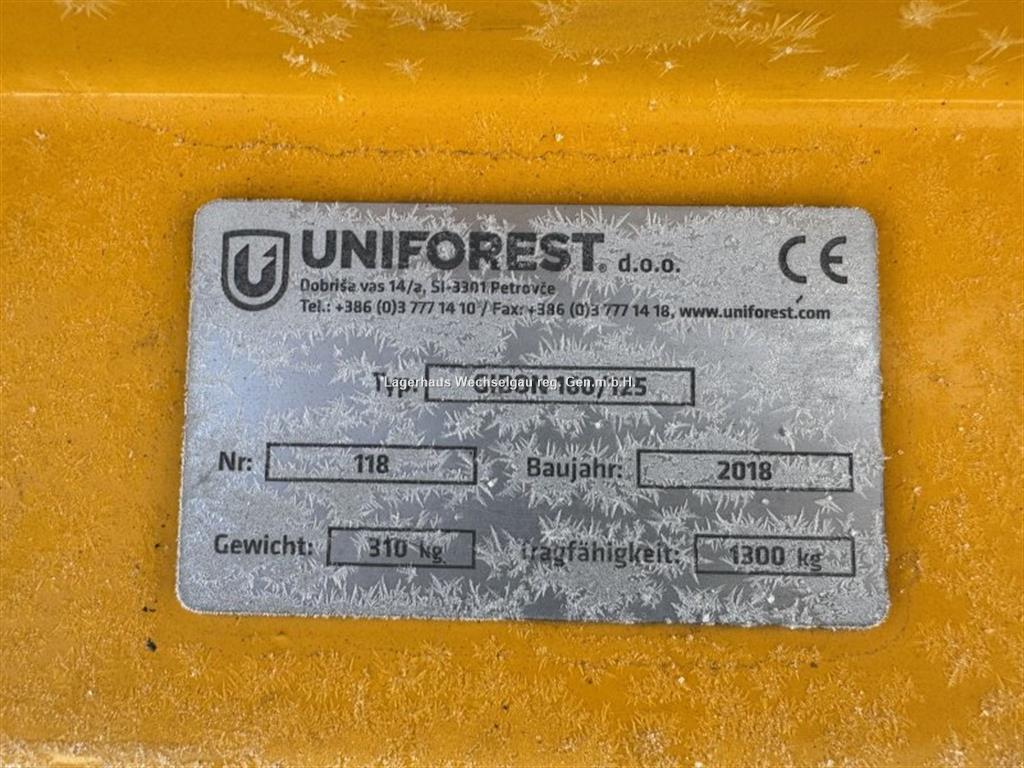 UNIFOREST® d.o.o. CE
Dobriša vas 14/a, SI-3301 Petrovče
Tel.: +386 (0)3 777 14 10 / Fax: +386 (0)3 777 14 18, www.uniforest.com
Typ:
Lagerhaus Wechselgau reg. Gen.m.b.H.
Nr: 118 Baujahr: 2018
Gewicht: 310 kg Tragfähigkeit: 1300 kg